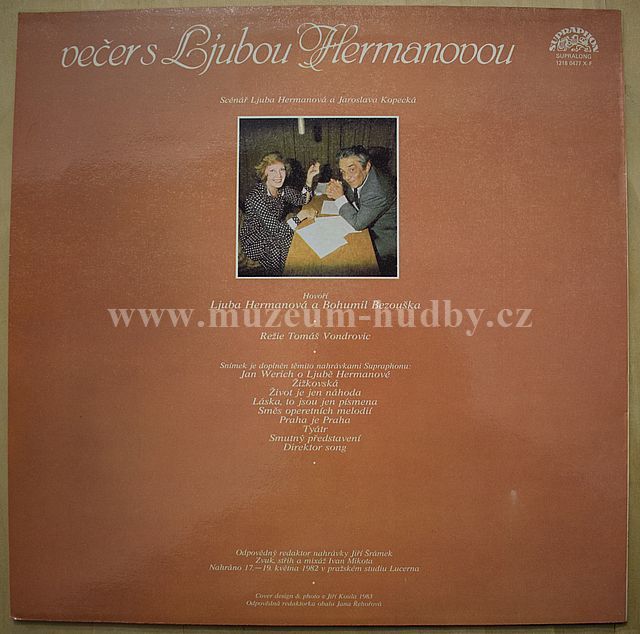 večer s Ljubou Hermanovou
SUPRAPHON
SUPRALONG
1218 0477 X-F
Scénář Ljuba Hermanová a Jaroslava Kopecká
Hovoří
Ljuba Hermanová a Bohumil Bezouška
www.muzeum-hudby.cz
Režie Tomáš Vondrovic
Snímek je doplněn těmito nahrávkami Supraphonu:
Jan Werich o Ljubě Hermanové
Žižkovská
Život je jen náhoda
Láska, to jsou jen písmena
Směs operetních melodií
Praha je Praha
Tyátr
Smutný představení
Direktor song
Odpovědný redaktor nahrávky Jiří Šrámek
Zvuk, střih a mixáž Ivan Mikota
Nahráno 17.—19. května 1982 v pražském studiu Lucerna
Cover design & photo © Jiří Kouda 1983
Odpovědná redaktorka obalu Jana Řehořová